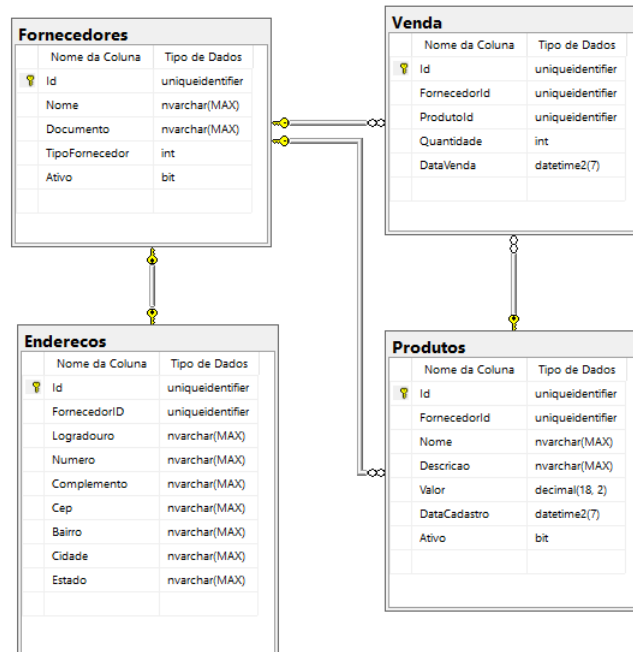 Fornecedores
Nome da Coluna Tipo de Dados
Id uniqueidentifier
Nome nvarchar(MAX)
Documento nvarchar(MAX)
TipoFornecedor int
Ativo bit
Venda
Nome da Coluna Tipo de Dados
Id uniqueidentifier
FornecedorId uniqueidentifier
ProdutoId uniqueidentifier
Quantidade int
DataVenda datetime2(7)
Enderecos
Nome da Coluna Tipo de Dados
Id uniqueidentifier
FornecedorID uniqueidentifier
Logradouro nvarchar(MAX)
Numero nvarchar(MAX)
Complemento nvarchar(MAX)
Cep nvarchar(MAX)
Bairro nvarchar(MAX)
Cidade nvarchar(MAX)
Estado nvarchar(MAX)
Produtos
Nome da Coluna Tipo de Dados
Id uniqueidentifier
FornecedorId uniqueidentifier
Nome nvarchar(MAX)
Descricao nvarchar(MAX)
Valor decimal(18, 2)
DataCadastro datetime2(7)
Ativo bit